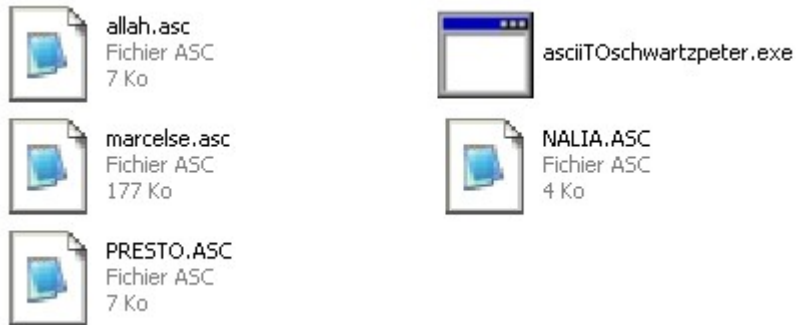 allah.asc
Fichier ASC
7 Ko
asciiTOschwartzpeter.exe
marcelse.asc
Fichier ASC
177 Ko
NALIA.ASC
Fichier ASC
4 Ko
PRESTO.ASC
Fichier ASC
7 Ko